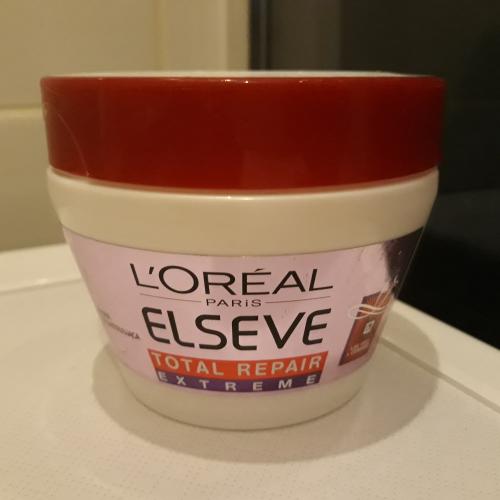 L'ORÉAL
PARIS
ELSEVE
TOTAL REPAIR
EXTREME